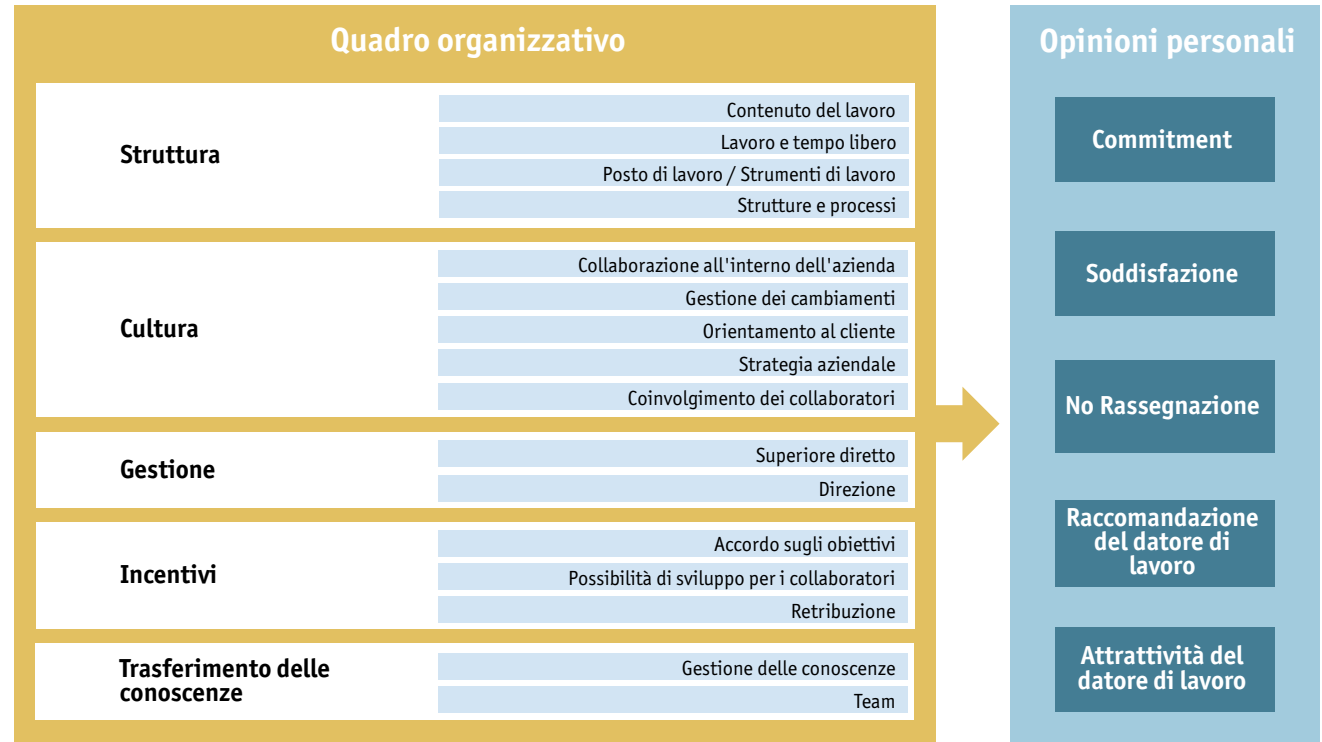 Quadro organizzativo
Struttura
Contenuto del lavoro
Lavoro e tempo libero
Posto di lavoro / Strumenti di lavoro
Strutture e processi
Cultura
Collaborazione all'interno dell'azienda
Gestione dei cambiamenti
Orientamento al cliente
Strategia aziendale
Coinvolgimento dei collaboratori
Gestione
Superiore diretto
Direzione
Incentivi
Accordo sugli obiettivi
Possibilità di sviluppo per i collaboratori
Retribuzione
Trasferimento delle
conoscenze
Gestione delle conoscenze
Team
Opinioni personali
Commitment
Soddisfazione
No Rassegnazione
Raccomandazione
del datore di
lavoro
Attrattività del
datore di lavoro